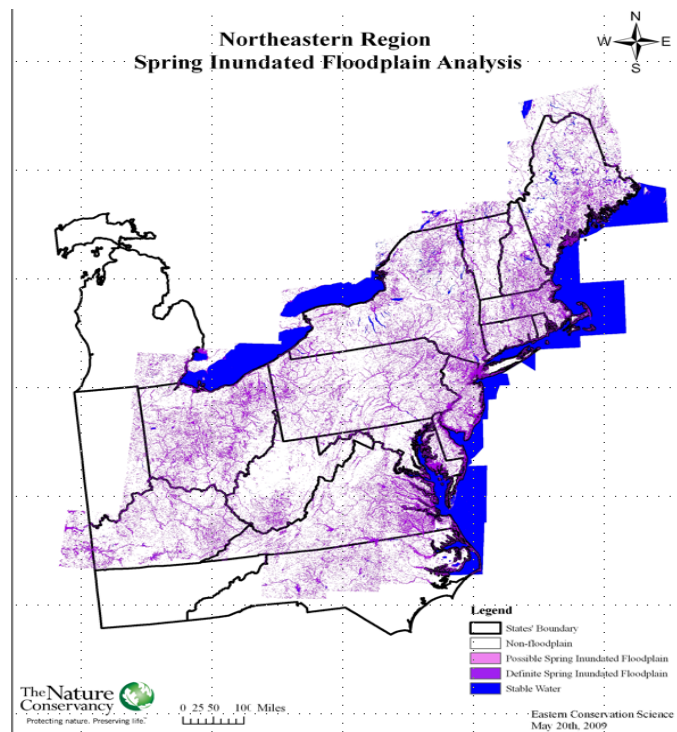 Northeastern Region
Spring Inundated Floodplain Analysis
N
W E
S
Legend
States' Boundary
Non-floodplain
Possible Spring Inundated Floodplain
Definite Spring Inundated Floodplain
Stable Water
The Nature
Conservancy
Protecting nature. Preserving life.™
0 25 50 100 Miles
Eastern Conservation Science
May 20th, 2009